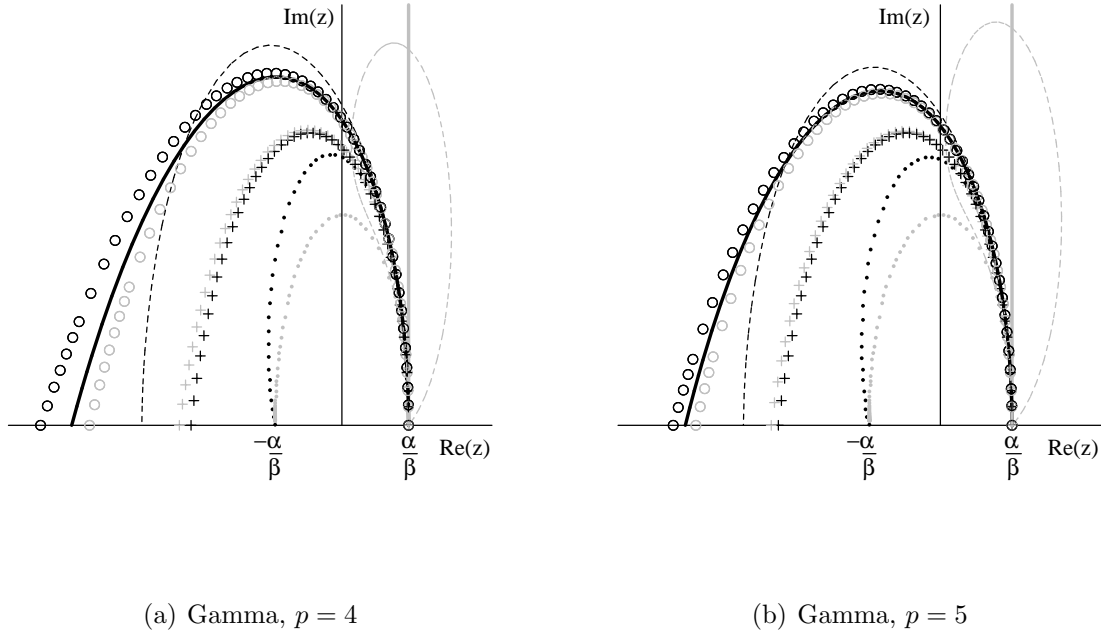 Im(z)
−α/β
α/β
Re(z)
(a) Gamma, p = 4
Im(z)
−α/β
α/β
Re(z)
(b) Gamma, p = 5